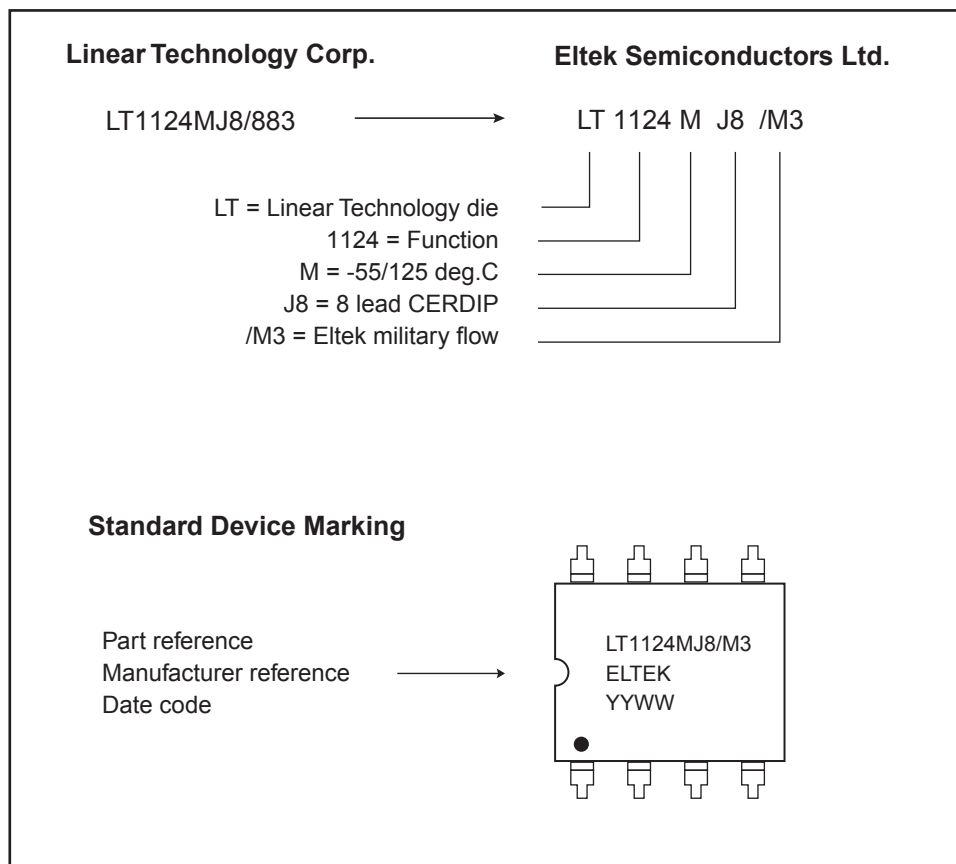 Linear Technology Corp.
Eltek Semiconductors Ltd.
LT1124MJ8/883
LT 1124 M J8 /M3
LT = Linear Technology die
1124 = Function
M = -55/125 deg.C
J8 = 8 lead CERDIP
/M3 = Eltek military flow
Standard Device Marking
Part reference
Manufacturer reference
Date code
LT1124MJ8/M3
ELTEK
YYWW